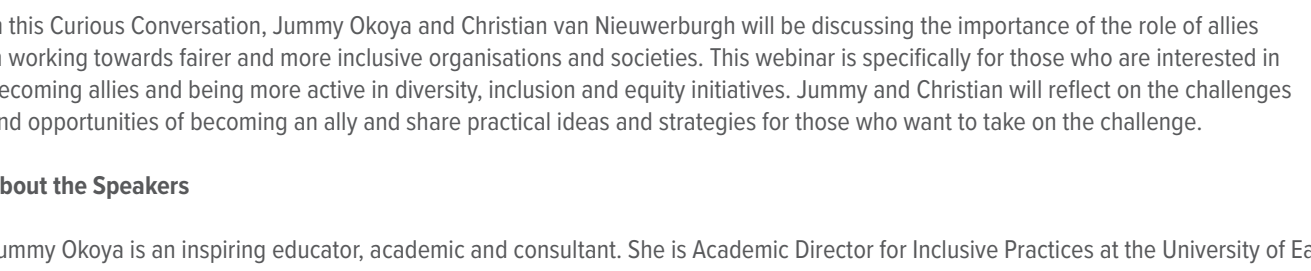 this Curious Conversation, Jummy Okoya and Christian van Nieuwerburgh will be discussing the importance of the role of allies
working towards fairer and more inclusive organisations and societies. This webinar is specifically for those who are interested in
ecoming allies and being more active in diversity, inclusion and equity initiatives. Jummy and Christian will reflect on the challenges
nd opportunities of becoming an ally and share practical ideas and strategies for those who want to take on the challenge.
bout the Speakers
ummy Okoya is an inspiring educator, academic and consultant. She is Academic Director for Inclusive Practices at the University of Ea